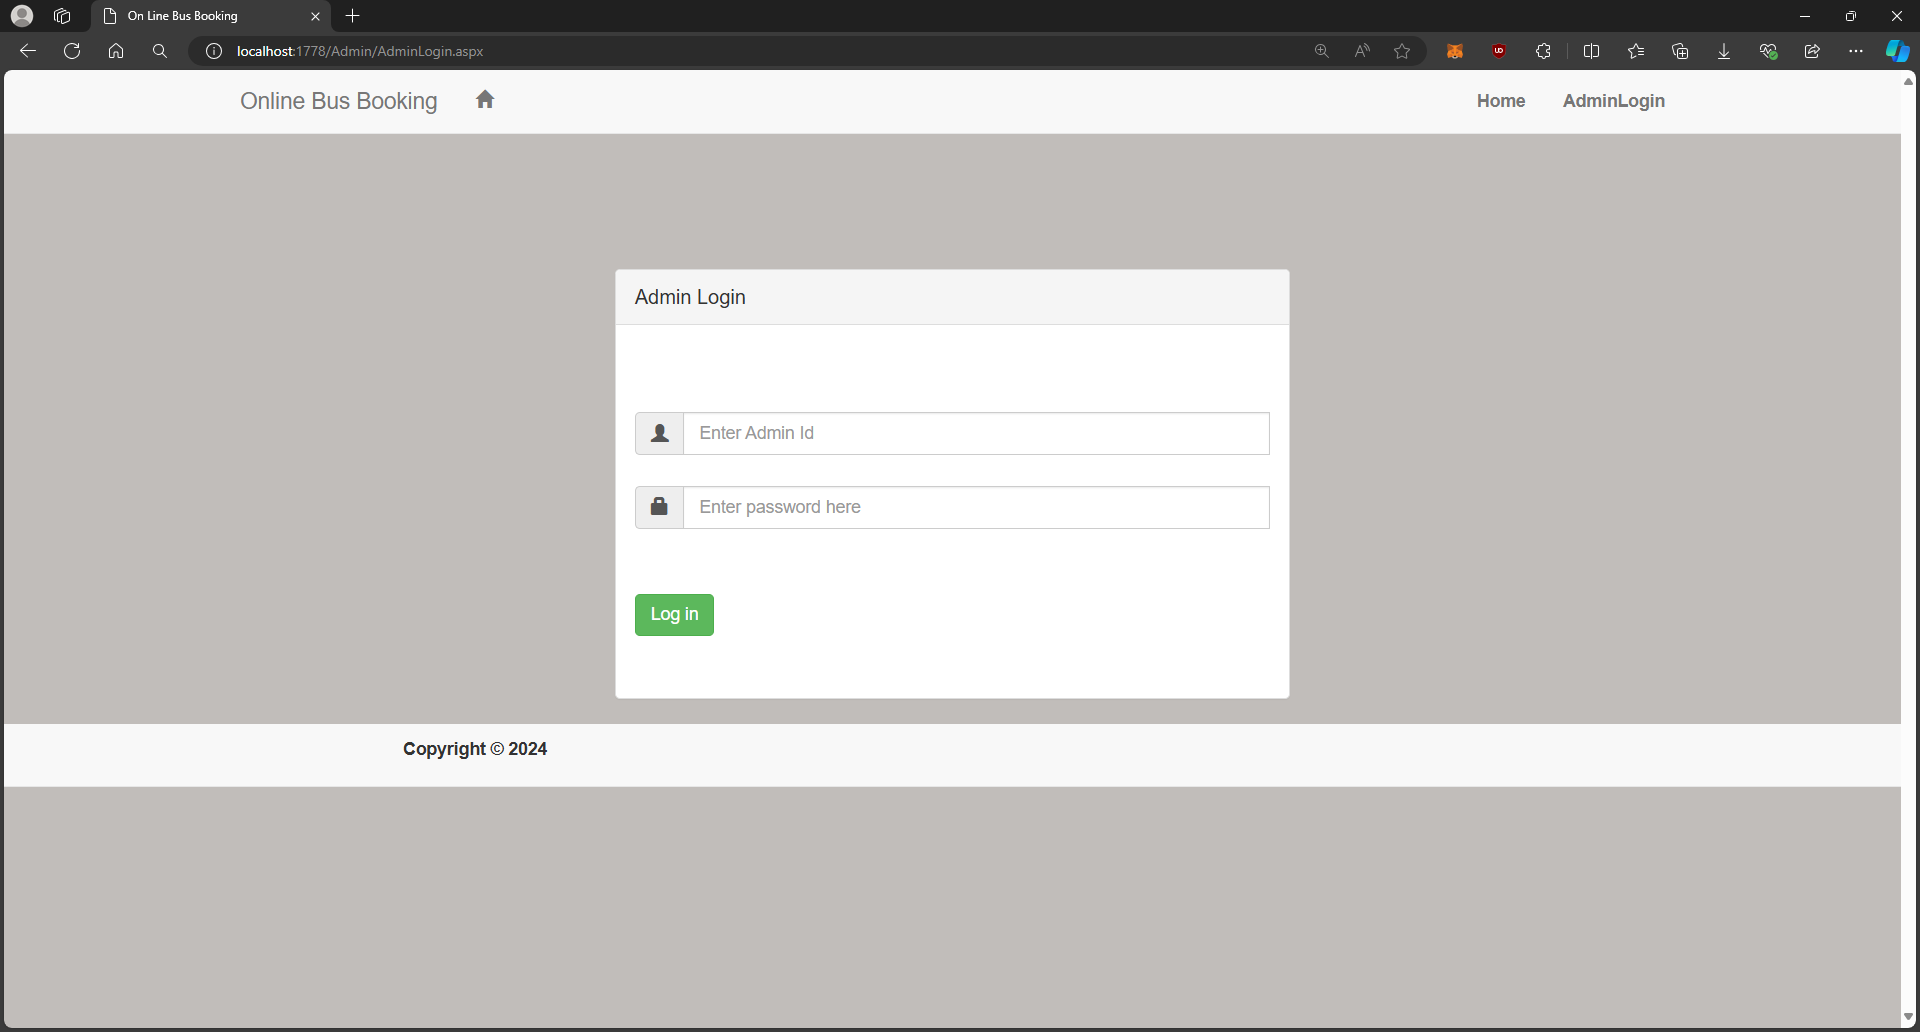 On Line Bus Booking
localhost:1778/Admin/AdminLogin.aspx
Online Bus Booking
Home
AdminLogin
Admin Login
Enter Admin Id
Enter password here
Log in
Copyright © 2024